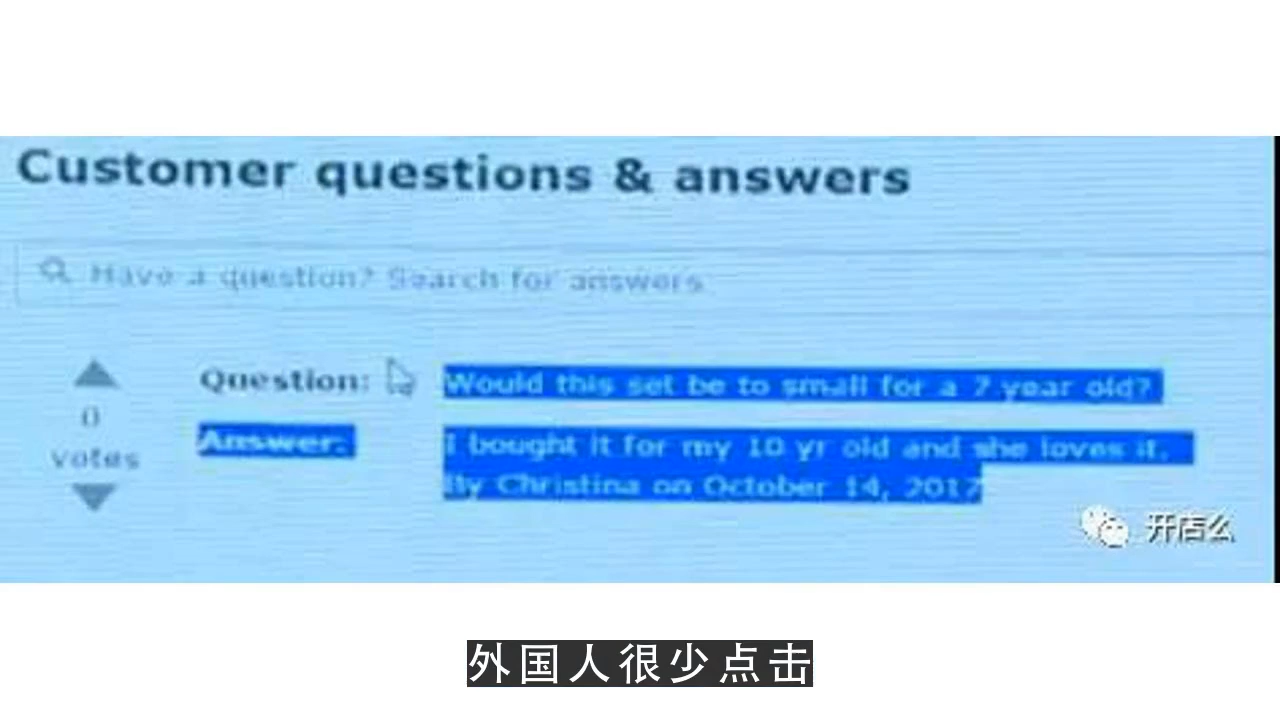 Customer questions & answers
Have a question? Search for answers
Question: Would this set be to small for a 7 year old?
0
votes
Answer: I bought it for my 10 yr old and she loves it.
By Christina on October 14, 2017
开店么
外国人很少点击